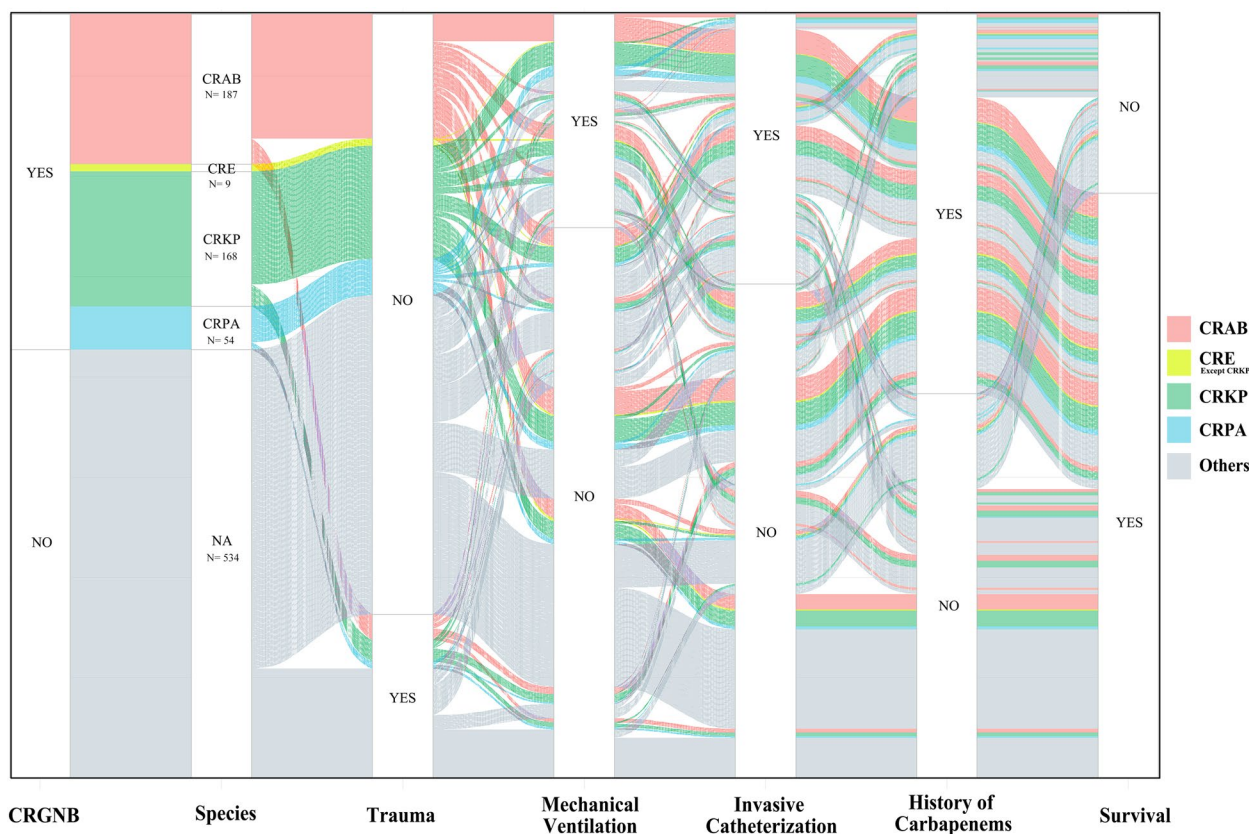 YES
NO
CRAB
N= 187
CRE
N= 9
CRKP
N= 168
CRPA
N= 54
NA
N= 534
NO
YES
YES
NO
YES
NO
YES
NO
NO
YES
CRAB
CRE
Except CRKP
CRKP
CRPA
Others
CRGNB
Species
Trauma
Mechanical
Ventilation
Invasive
Catheterization
History of
Carbapenems
Survival